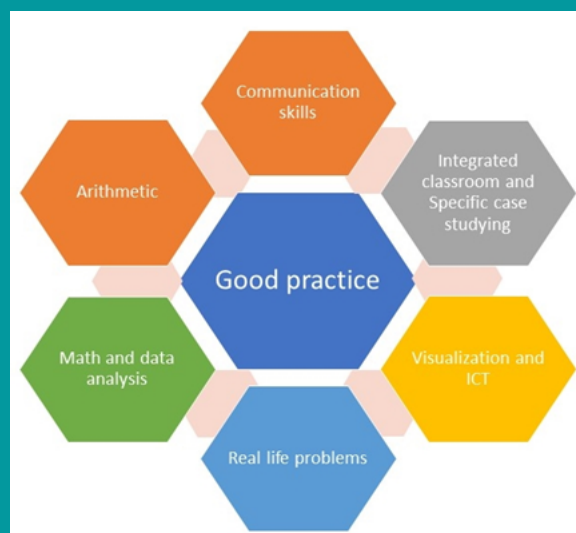 Communication
skills
Integrated
classroom and
Specific case
studying
Visualization and
ICT
Real life problems
Math and data
analysis
Arithmetic
Good practice